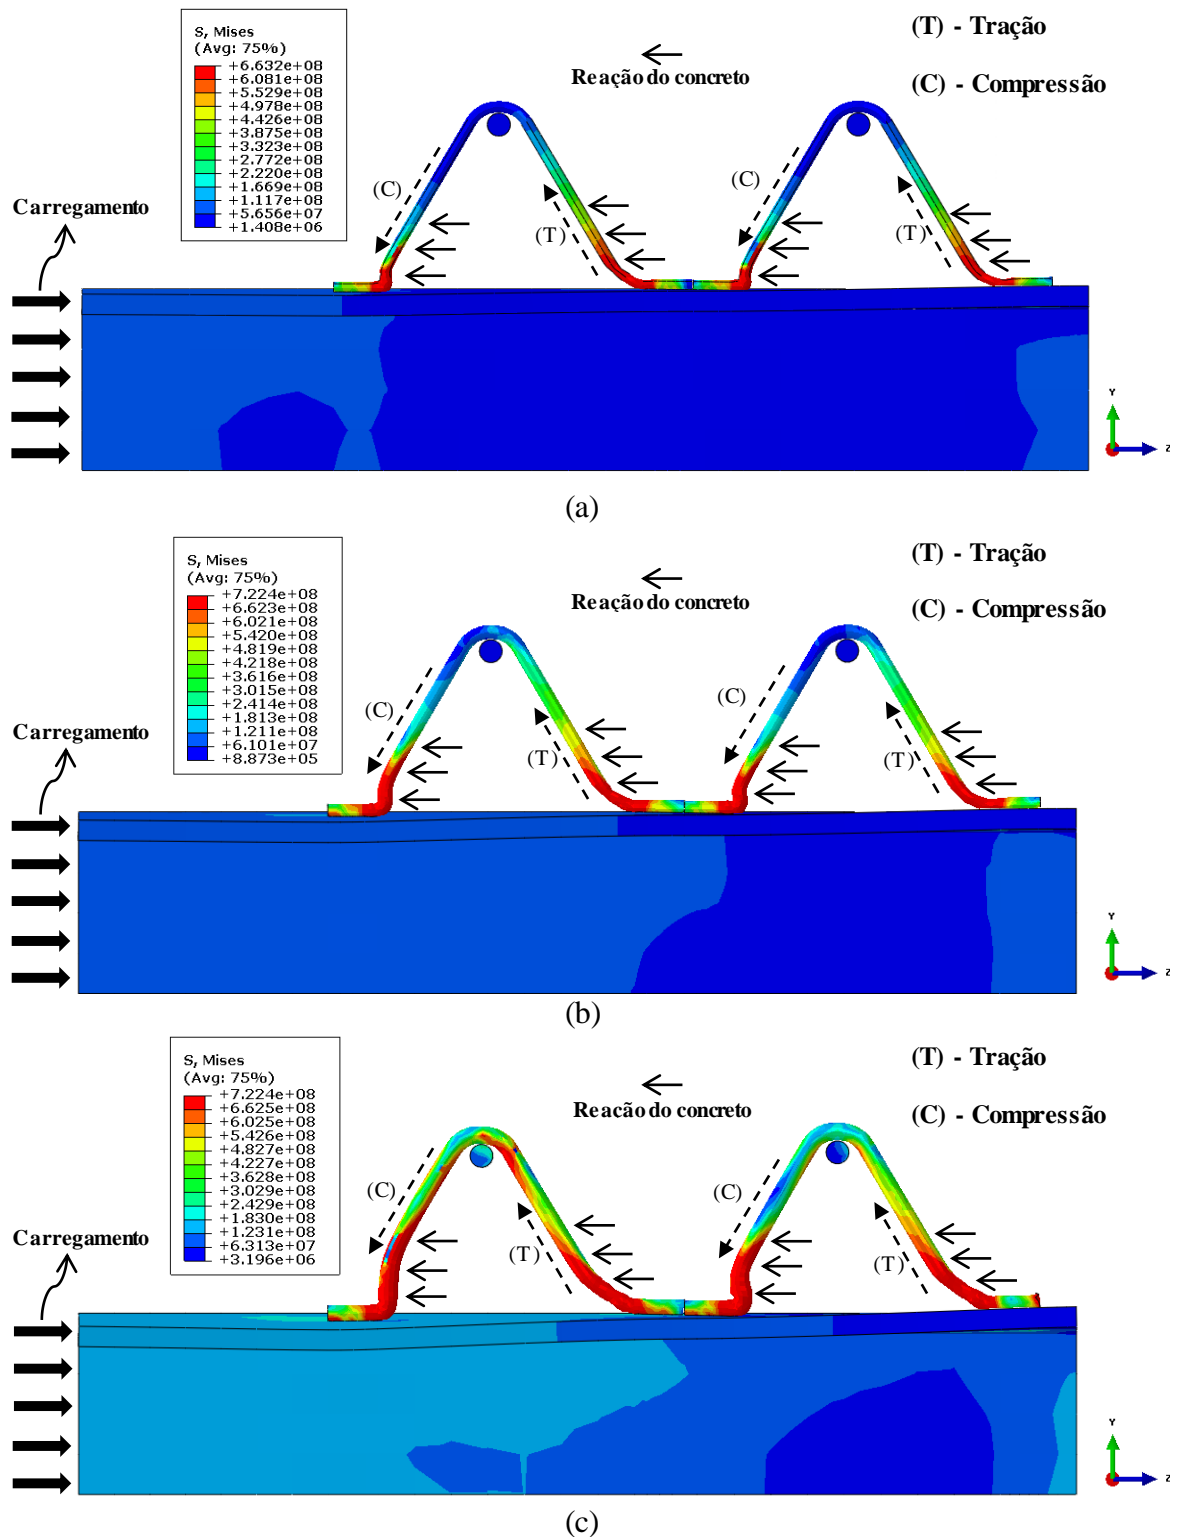 S, Mises
(Avg: 75%)
+6.632e+08
+6.081e+08
+5.529e+08
+4.978e+08
+4.426e+08
+3.875e+08
+3.323e+08
+2.772e+08
+2.220e+08
+1.669e+08
+1.117e+08
+5.656e+07
+1.408e+06
(T) - Tração
Reação do concreto
(C) - Compressão
(C)
(T)
(C)
(T)
Carregamento
Y
Z
(a)
S, Mises
(Avg: 75%)
+7.224e+08
+6.623e+08
+6.021e+08
+5.420e+08
+4.819e+08
+4.218e+08
+3.616e+08
+3.015e+08
+2.414e+08
+1.813e+08
+1.211e+08
+6.101e+07
+8.873e+05
(T) - Tração
Reação do concreto
(C) - Compressão
(C)
(T)
(C)
(T)
Carregamento
Y
Z
(b)
S, Mises
(Avg: 75%)
+7.224e+08
+6.625e+08
+6.025e+08
+5.426e+08
+4.827e+08
+4.227e+08
+3.628e+08
+3.029e+08
+2.429e+08
+1.830e+08
+1.231e+08
+6.313e+07
+3.196e+06
(T) - Tração
Reação do concreto
(C) - Compressão
(C)
(T)
(C)
(T)
Carregamento
Y
Z
(c)